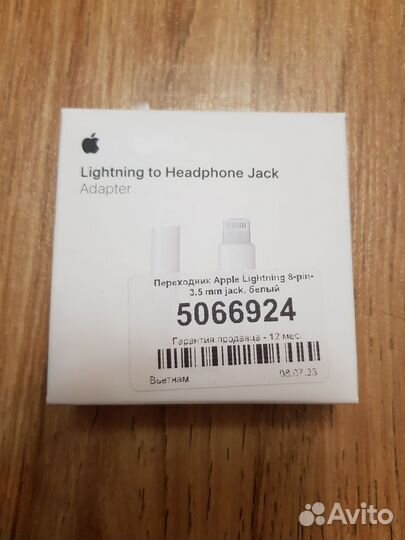 Lightning to Headphone Jack
Adapter
Переходник Apple Lightning 8-pin-
3.5 mm jack, белый
5066924
Гарантия продавца - 12 мес.
Вьетнам
08.07.23
Avito